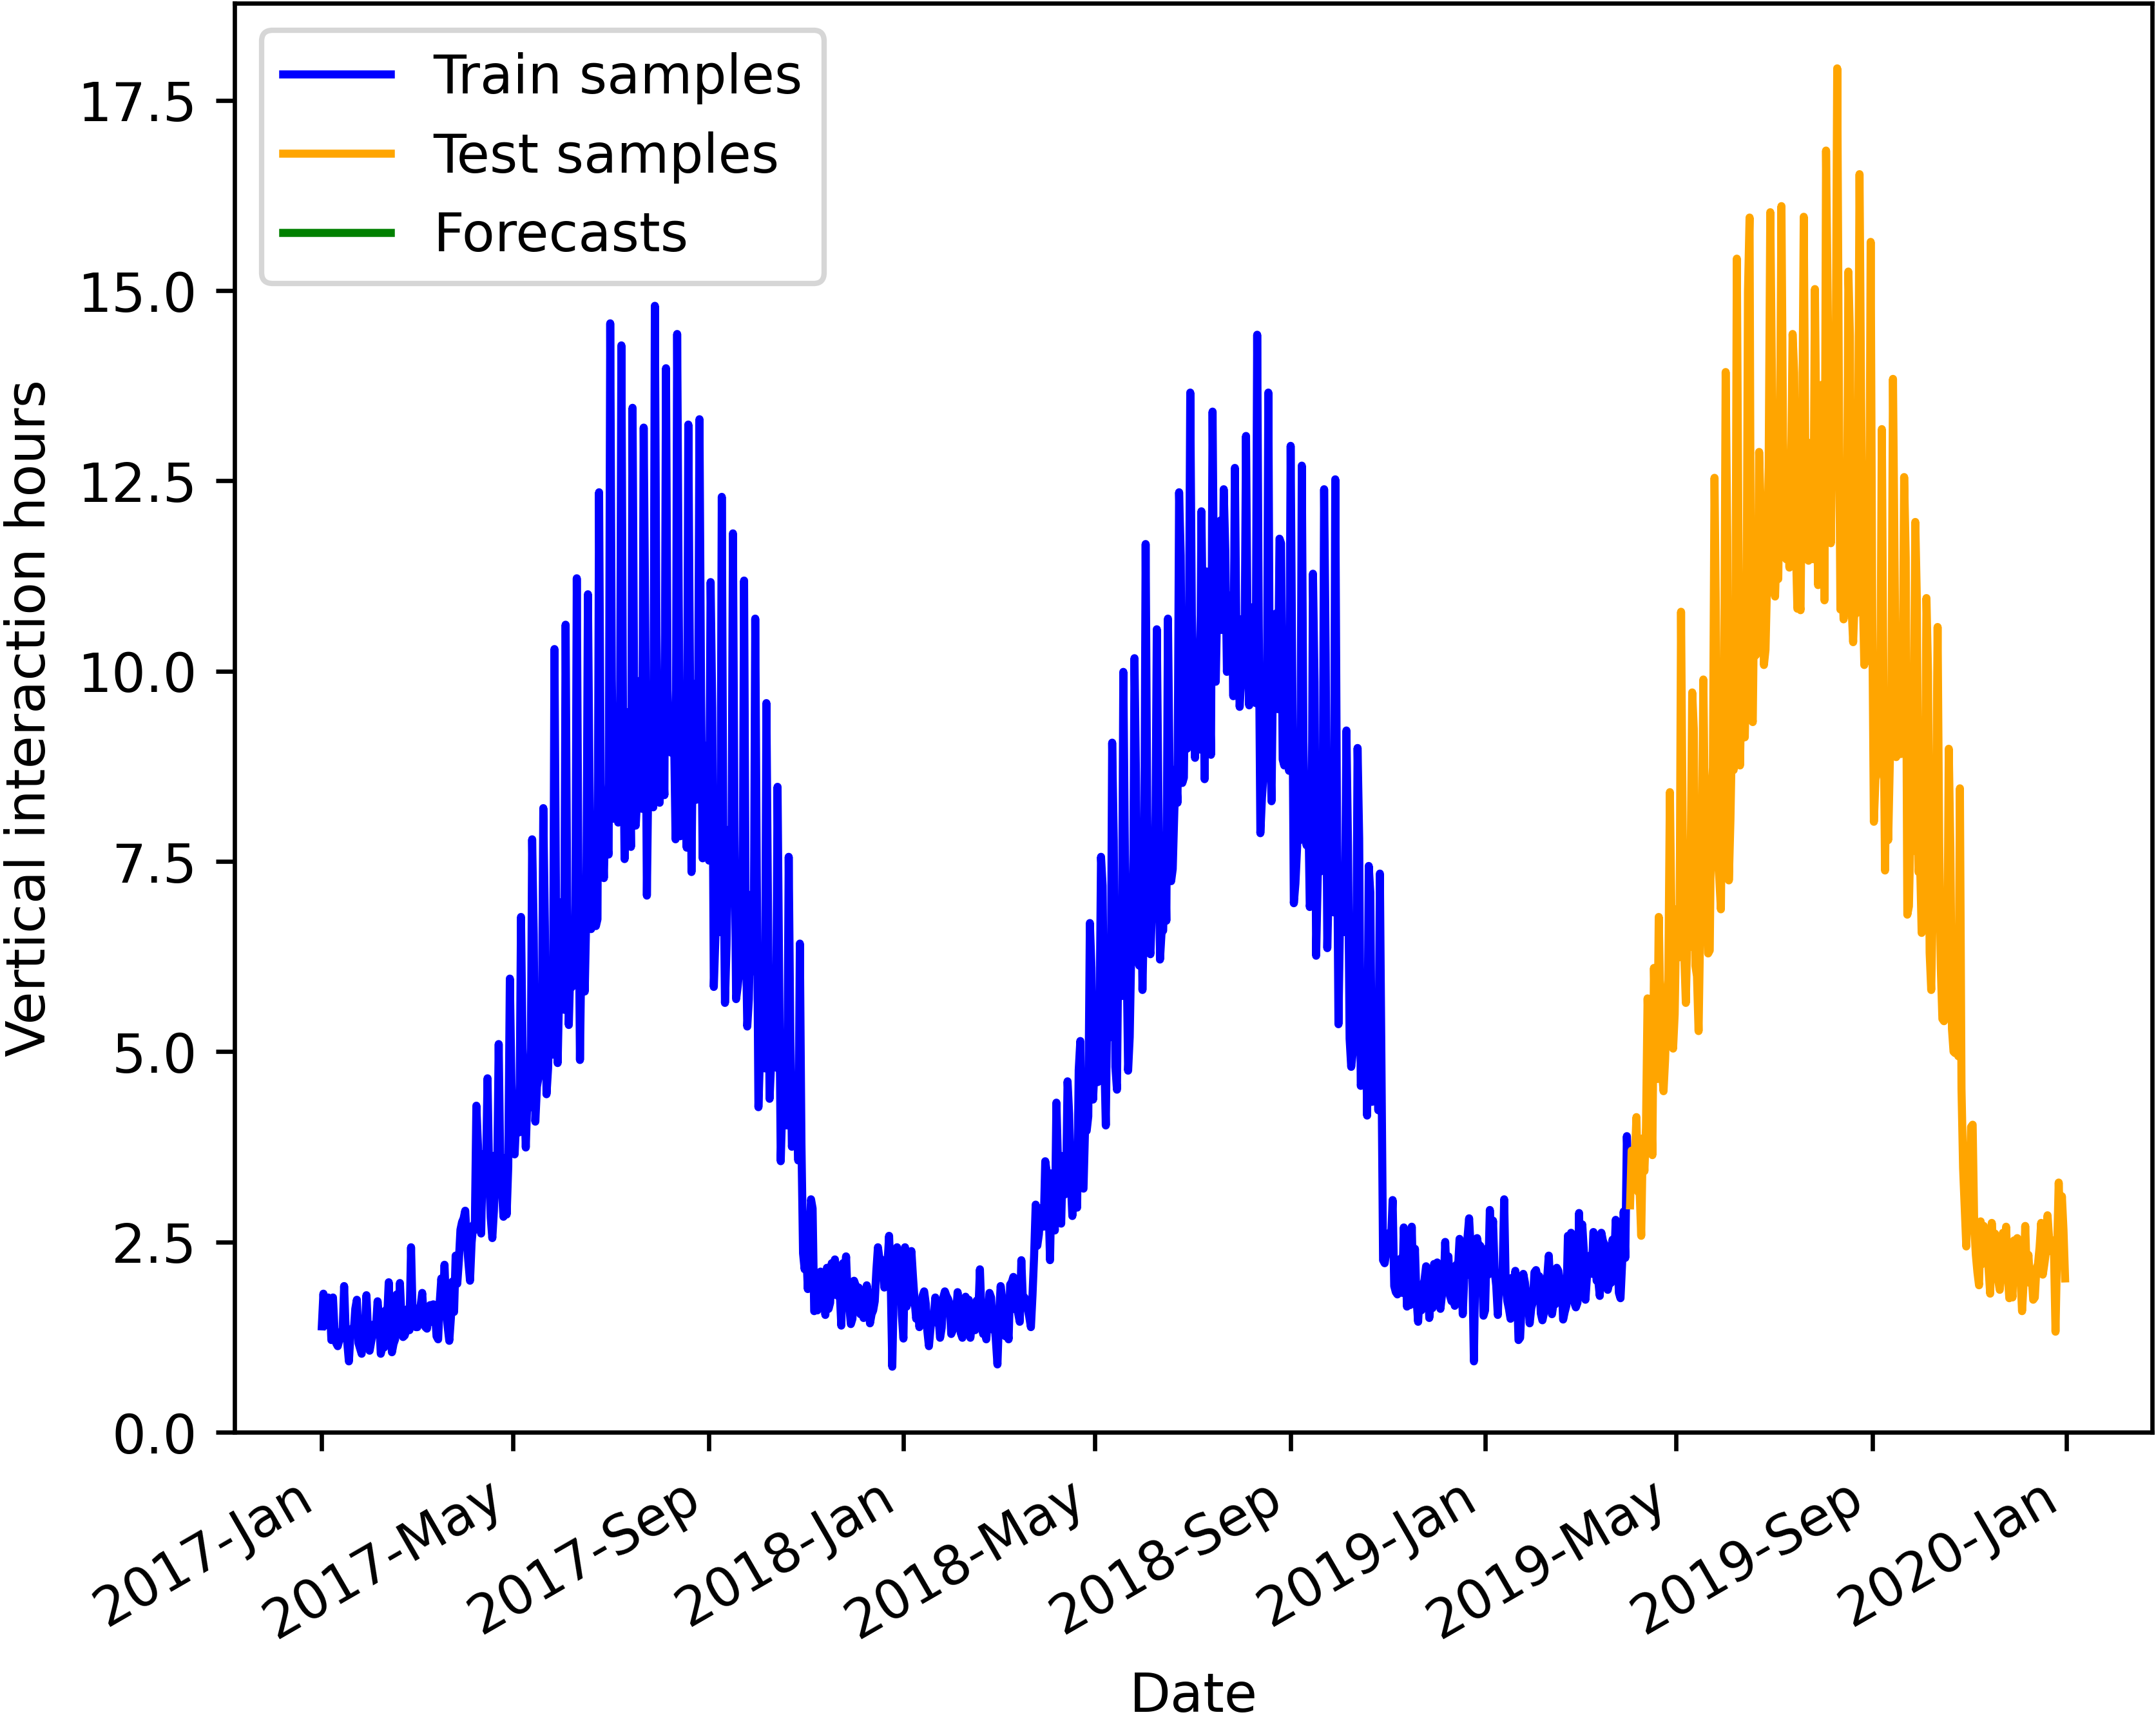 Train samples
Test samples
Forecasts
Vertical interaction hours
17.5
15.0
12.5
10.0
7.5
5.0
2.5
0.0
2017-Jan
2017-May
2017-Sep
2018-Jan
2018-May
2018-Sep
2019-Jan
2019-May
2019-Sep
2020-Jan
Date